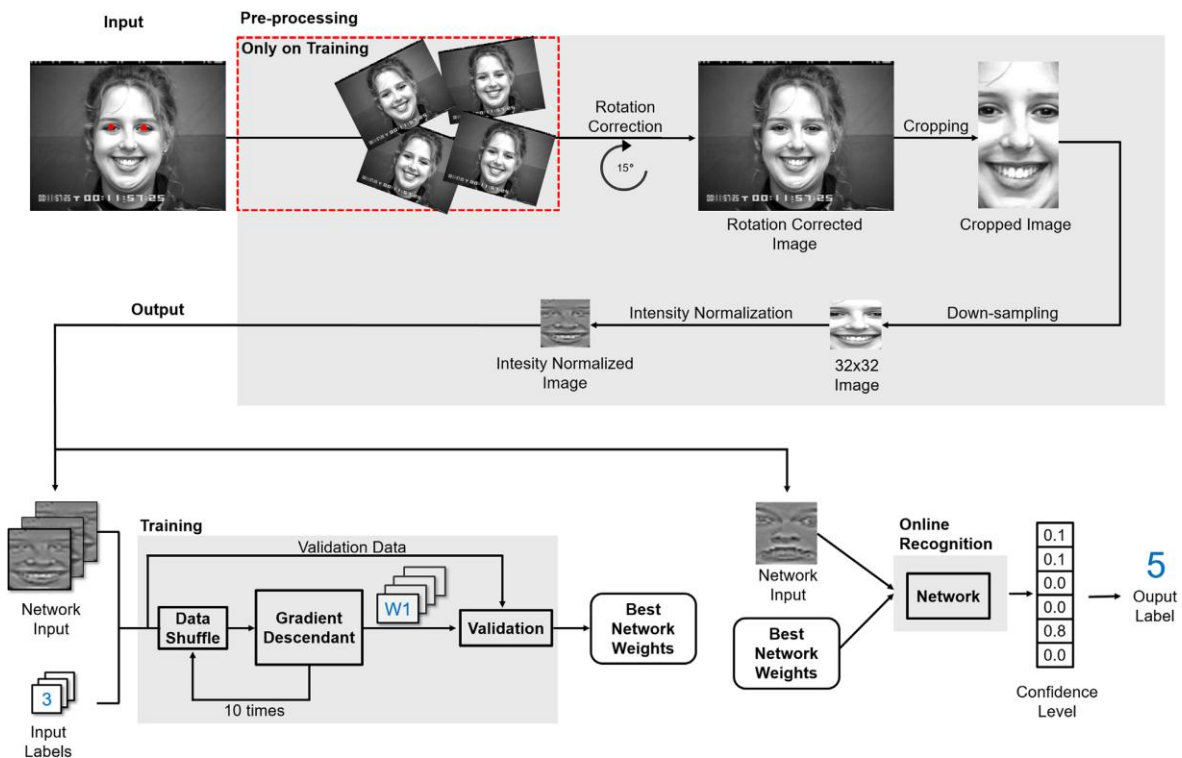 Input
Pre-processing
Only on Training
Rotation
Correction
15°
Cropping
Rotation Corrected
Image
Cropped Image
Output
Intensity Normalization
Down-sampling
Intesity Normalized
Image
32x32
Image
Training
Validation Data
Network
Input
Data
Shuffle
Gradient
Descendant
W1
Validation
Best
Network
Weights
10 times
3
Input
Labels
Network
Input
Best
Network
Weights
Online
Recognition
Network
0.1
0.1
0.0
0.0
0.8
0.0
Confidence
Level
5
Ouput
Label